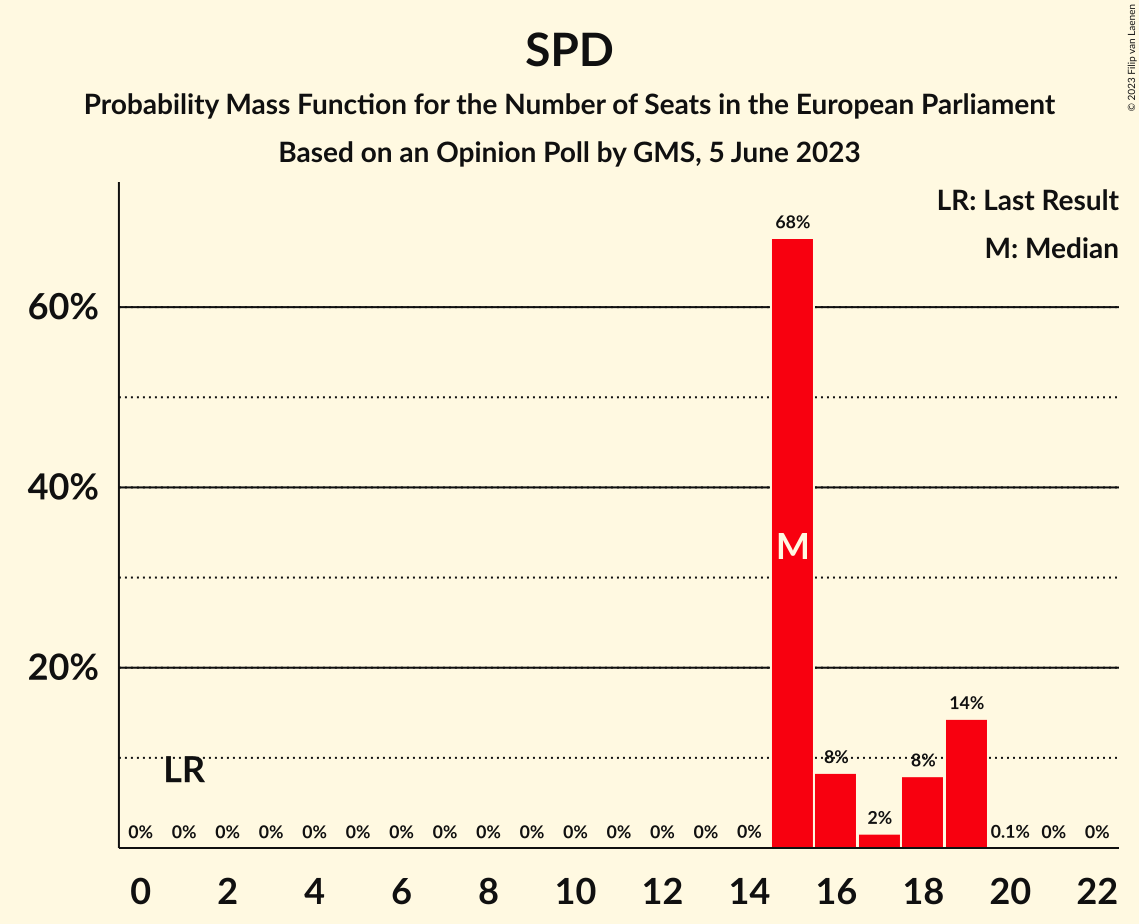 SPD
Probability Mass Function for the Number of Seats in the European Parliament
Based on an Opinion Poll by GMS, 5 June 2023
© 2023 Filip van Laenen
LR: Last Result
M: Median
68%
60%
40%
M
20%
14%
LR
8%
8%
2%
0% 0% 0% 0% 0% 0% 0% 0% 0% 0% 0% 0% 0% 0% 0% 0.1% 0% 0%
0 2 4 6 8 10 12 14 16 18 20 22